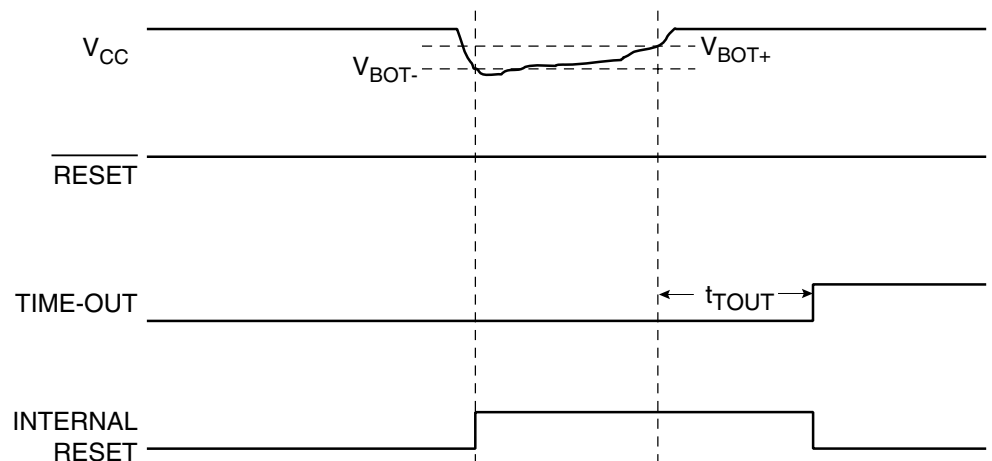 VCC
VBOT-
VBOT+
RESET
TIME-OUT
tTOUT
INTERNAL
RESET